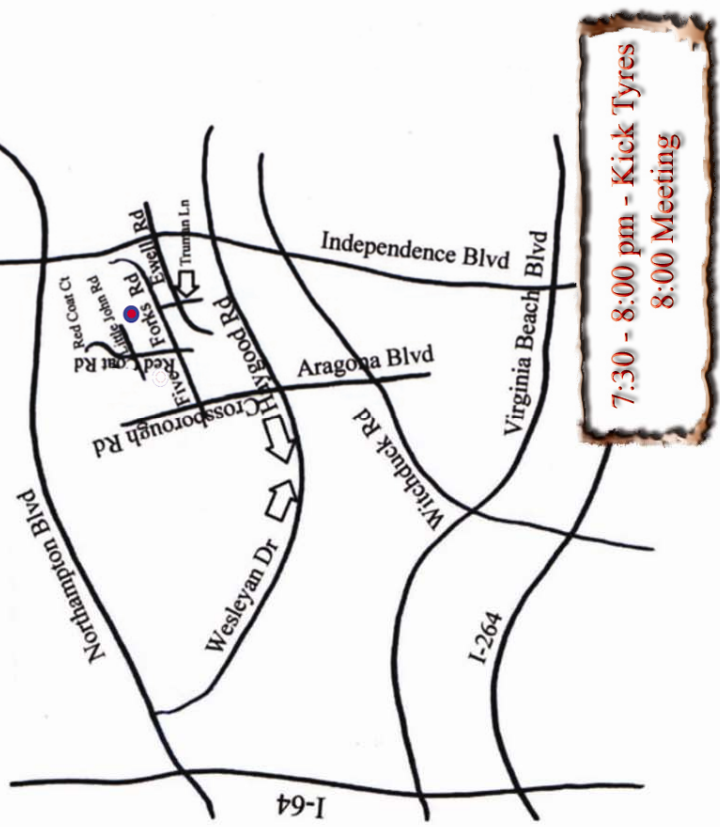 7:30 - 8:00 pm - Kick Tyres
8:00 Meeting
Independence Blvd
Virginia Beach Blvd
Ewell Rd
Truman Ln
Red Coat Ct
Little John Rd
Five Forks Rd
Red Coat Rd
Haygood Rd
Aragona Blvd
Crossborough Rd
Witchduck Rd
Northampton Blvd
Wesleyan Dr
I-264
I-64